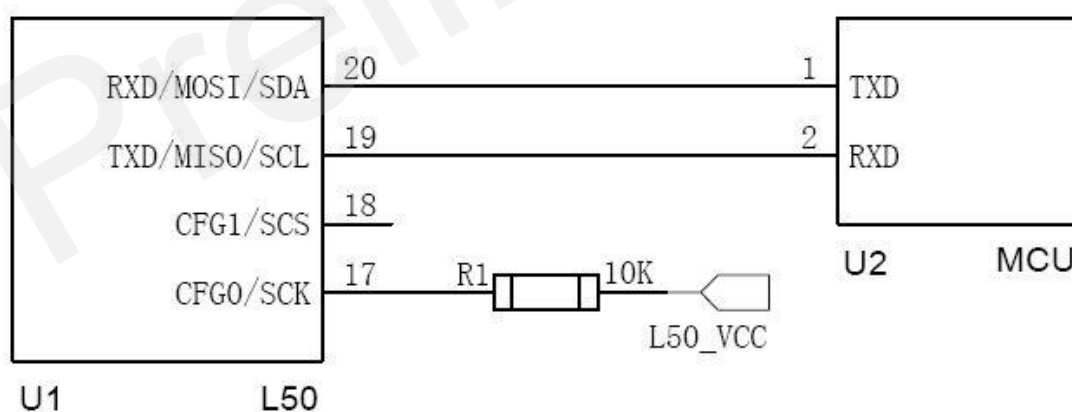 Preli
RXD/MOSI/SDA 20 1 TXD
TXD/MISO/SCL 19 2 RXD
CFG1/SCS 18
CFG0/SCK 17 R1 10K
L50_VCC
U2 MCU
U1 L50